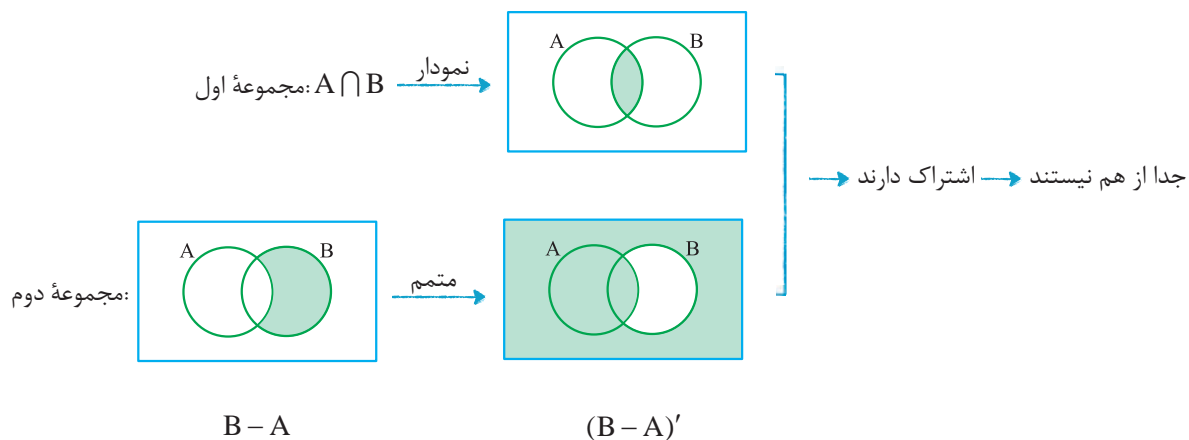 مجموعهٔ اول: A ∩ B
نمودار
A B
اشتراک دارند
جدا از هم نیستند
مجموعهٔ دوم:
A B
متمم
A B
B – A
(B – A)′